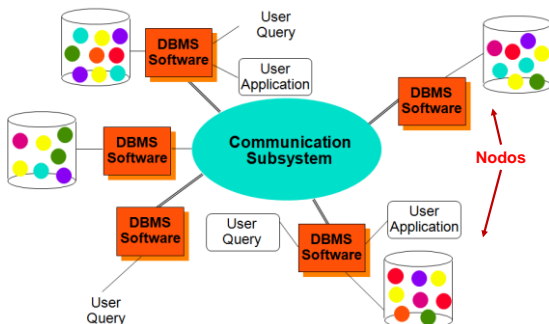 User
Query
DBMS
Software
User
Application
DBMS
Software
Communication
Subsystem
DBMS
Software
Nodos
DBMS
Software
User
Query
DBMS
Software
User
Application
User
Query